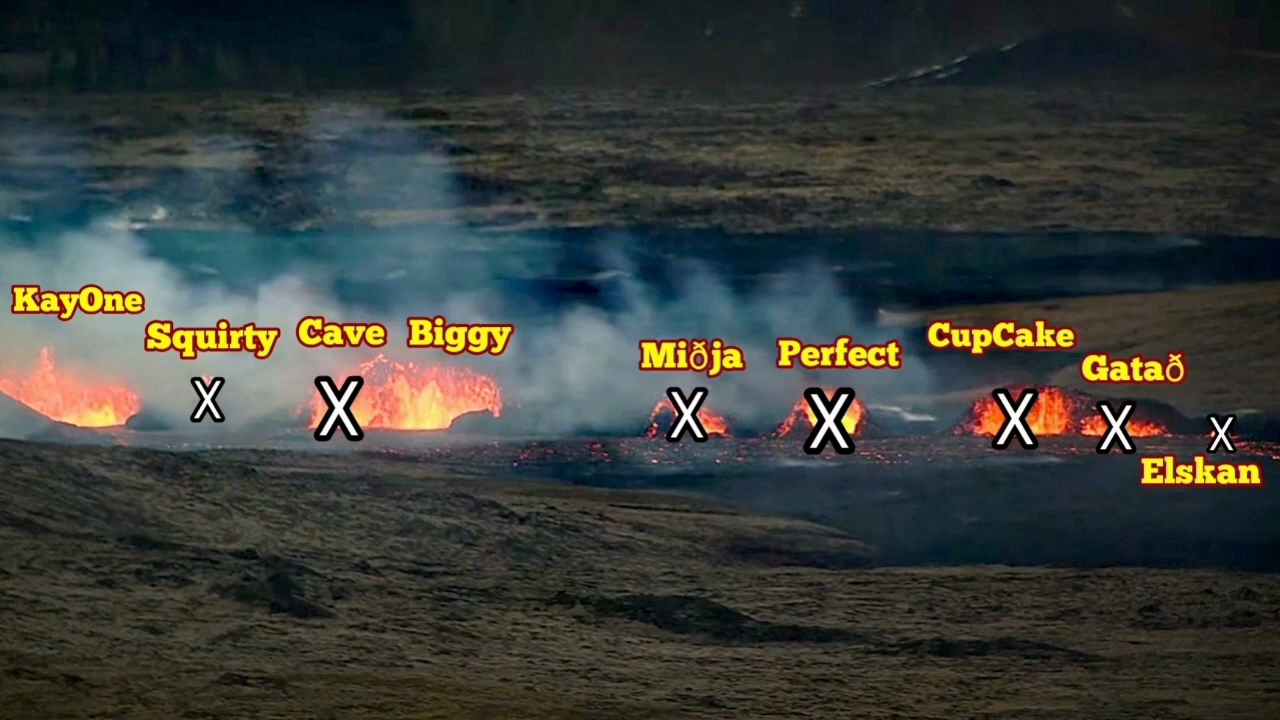 KayOne
Squirty
Cave
Biggy
Miðja
Perfect
CupCake
Gatað
Elskan
X
X
X
X
X
X
X